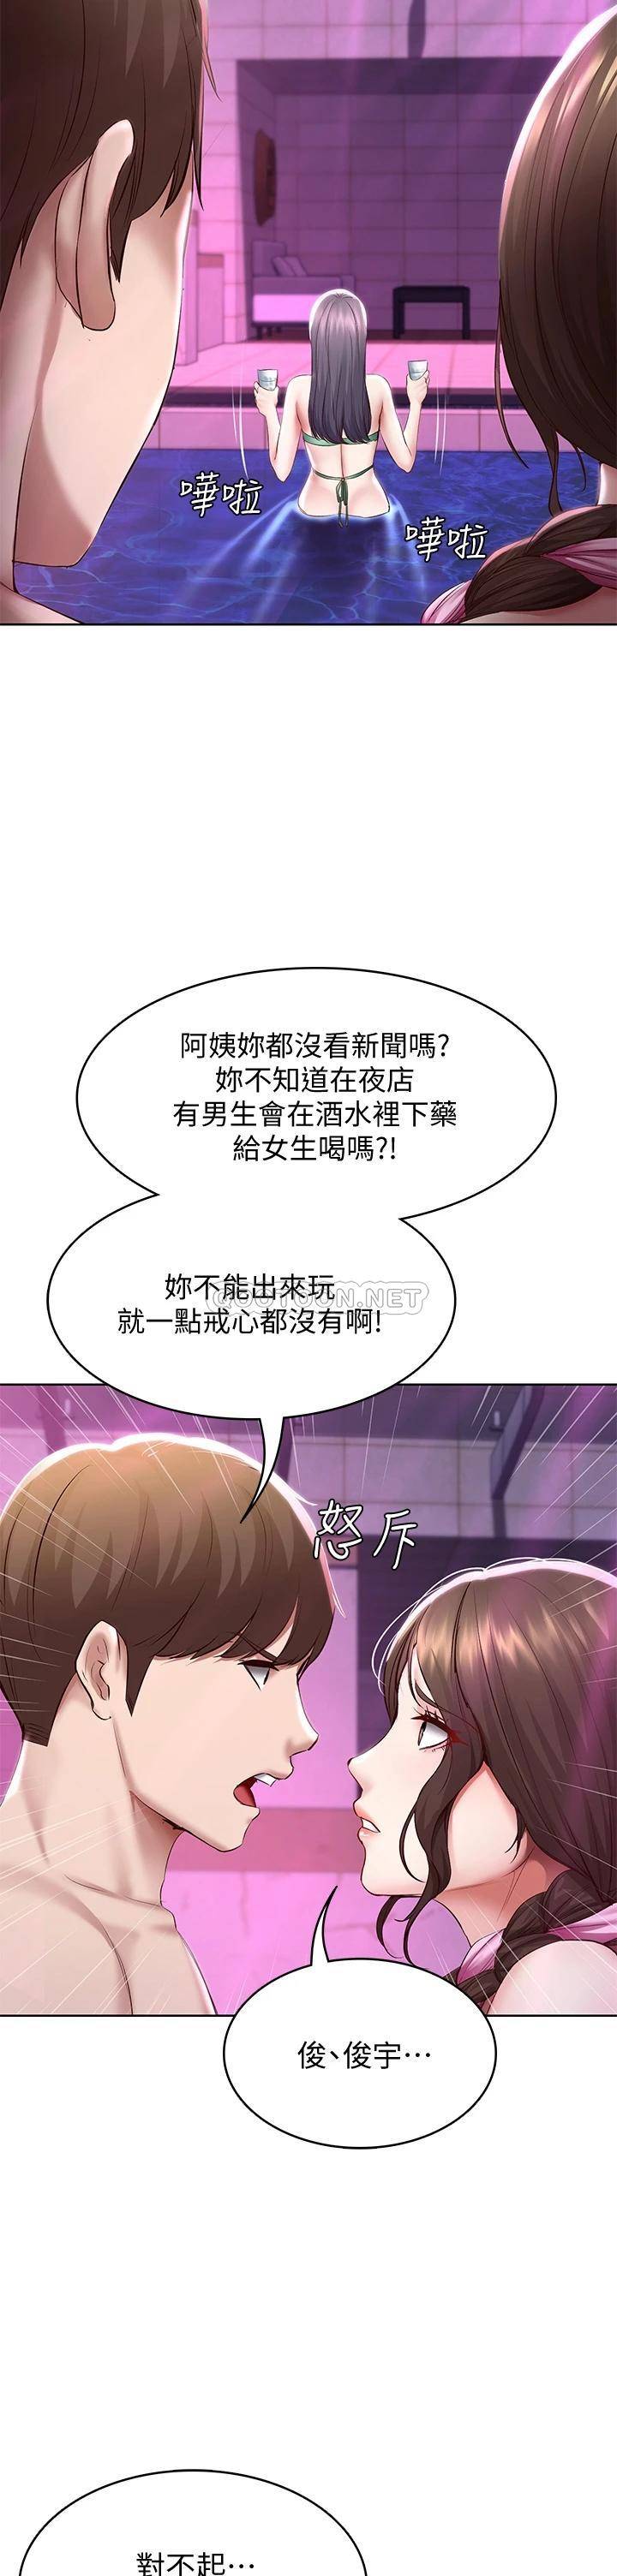 嘩啦
嘩啦
阿姨妳都沒看新聞嗎?
妳不知道在夜店
有男生會在酒水裡下藥
給女生喝嗎?!
妳不能出來玩
就一點戒心都沒有啊!
TOPTOON.NET
怒斥
俊、俊宇⋯
對不起⋯